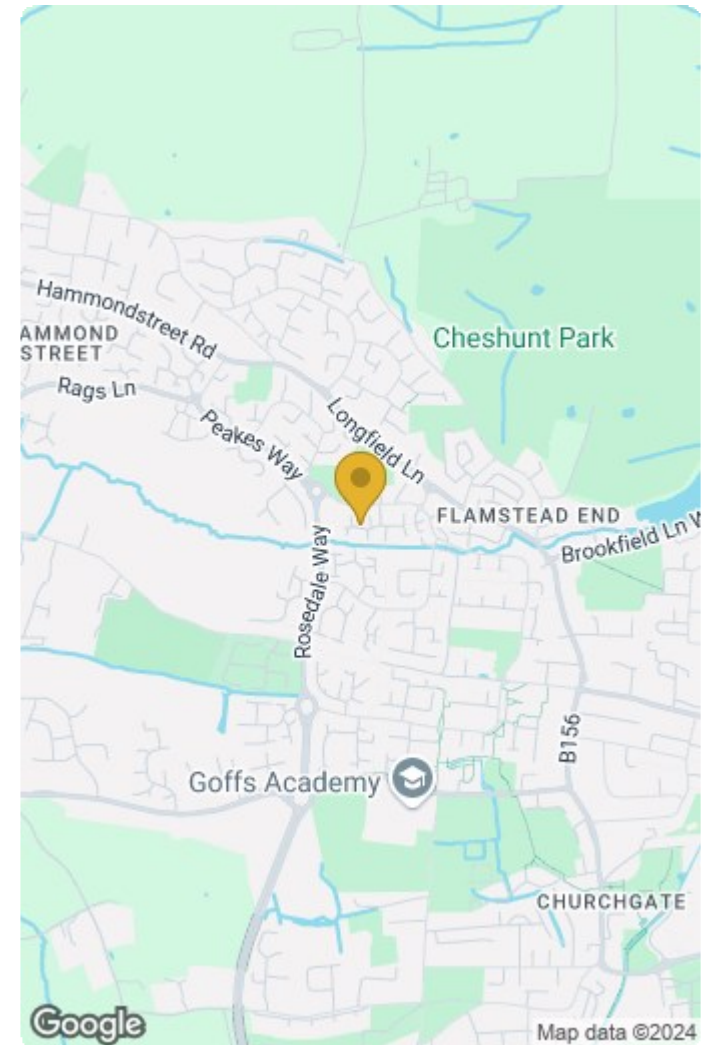 Hammondstreet Rd
AMMOND
STREET
Cheshunt Park
Rags Ln
Longfield Ln
Peakes Way
FLAMSTEAD END
Brookfield Ln W
Rosedale Way
B156
Goffs Academy
CHURCHGATE
Google
Map data ©2024